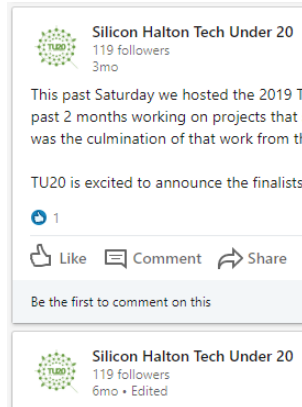 TU20
Silicon Halton Tech Under 20
119 followers
3mo
This past Saturday we hosted the 2019 T
past 2 months working on projects that
was the culmination of that work from th
TU20 is excited to announce the finalists
1
Like Comment Share
Be the first to comment on this
TU20
Silicon Halton Tech Under 20
119 followers
6mo • Edited